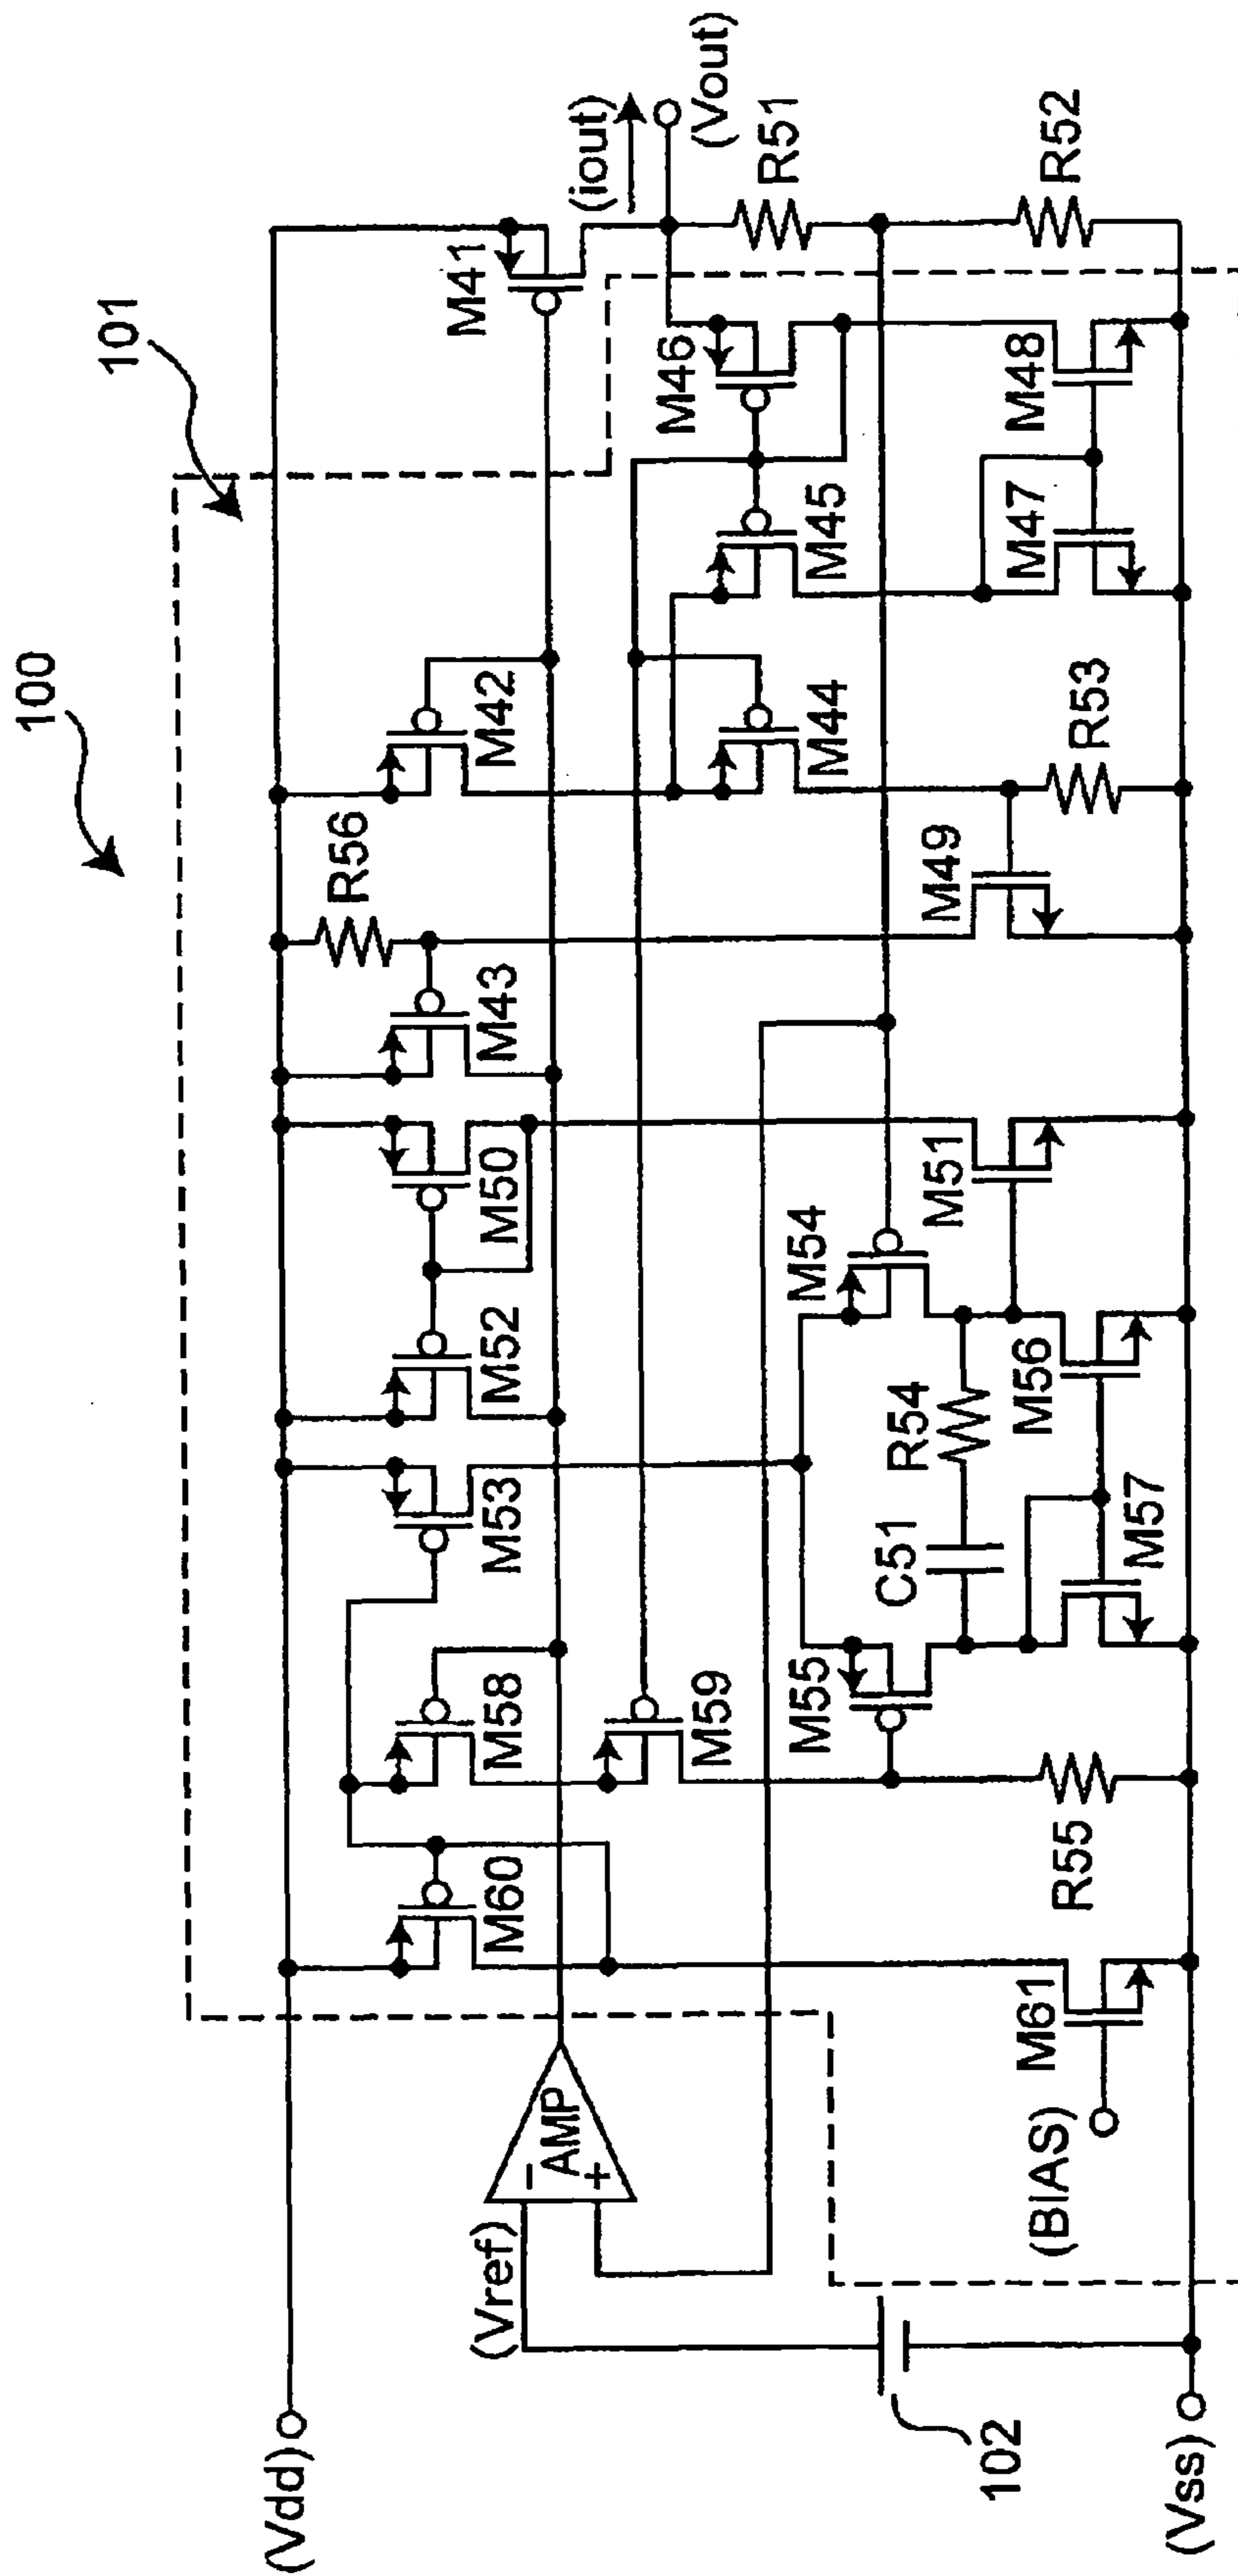 100
101
(Vdd)
R56
M41
(iout)
(Vout)
M60
M58
M53
M52
M50
M43
M42
(Vref)
AMP
−
+
M59
M54
M44
M45
M46
R51
M55
C51
R54
M51
M49
R53
M47
M48
R52
R55
M57
M56
M61
(BIAS)
102
(Vss)